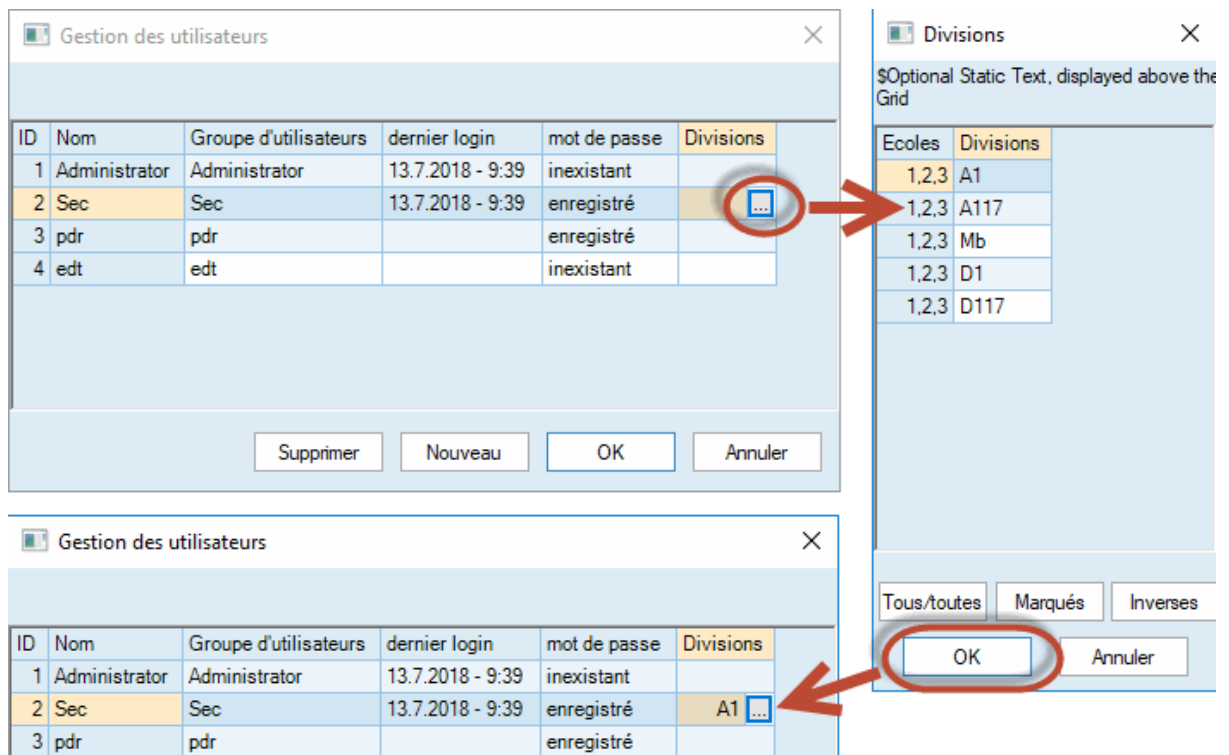 Gestion des utilisateurs
ID Nom Groupe d'utilisateurs dernier login mot de passe Divisions
1 Administrator Administrator 13.7.2018 - 9:39 inexistant
2 Sec Sec 13.7.2018 - 9:39 enregistré ...
3 pdr pdr enregistré
4 edt edt inexistant
Supprimer Nouveau OK Annuler
Divisions
$Optional Static Text, displayed above the
Grid
Ecoles Divisions
1,2,3 A1
1,2,3 A117
1,2,3 Mb
1,2,3 D1
1,2,3 D117
Tous/toutes Marqués Inverses
OK Annuler
Gestion des utilisateurs
ID Nom Groupe d'utilisateurs dernier login mot de passe Divisions
1 Administrator Administrator 13.7.2018 - 9:39 inexistant
2 Sec Sec 13.7.2018 - 9:39 enregistré A1 ...
3 pdr pdr enregistré